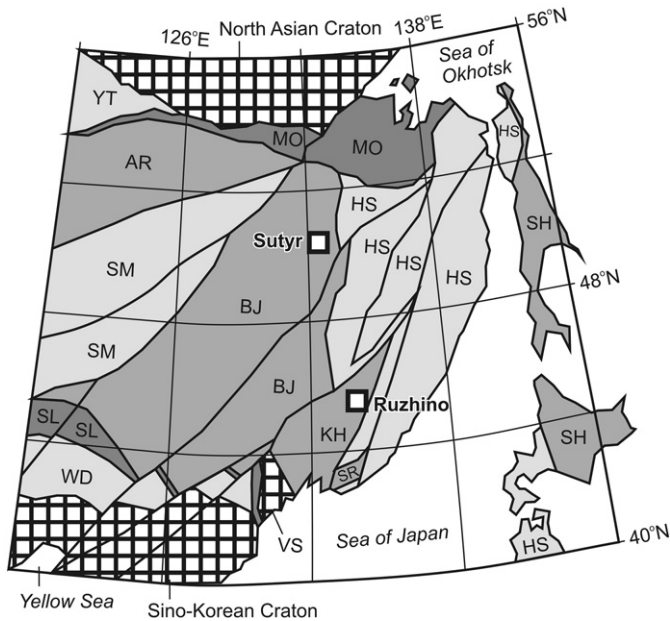 North Asian Craton
126°E
138°E
56°N
Sea of
Okhotsk
YT
MO
MO
HS
AR
HS
SH
Sutyr
HS
HS
HS
SM
48°N
BJ
SM
BJ
Ruzhino
SL
SL
KH
SH
WD
SR
VS
Sea of Japan
HS
40°N
Yellow Sea
Sino-Korean Craton